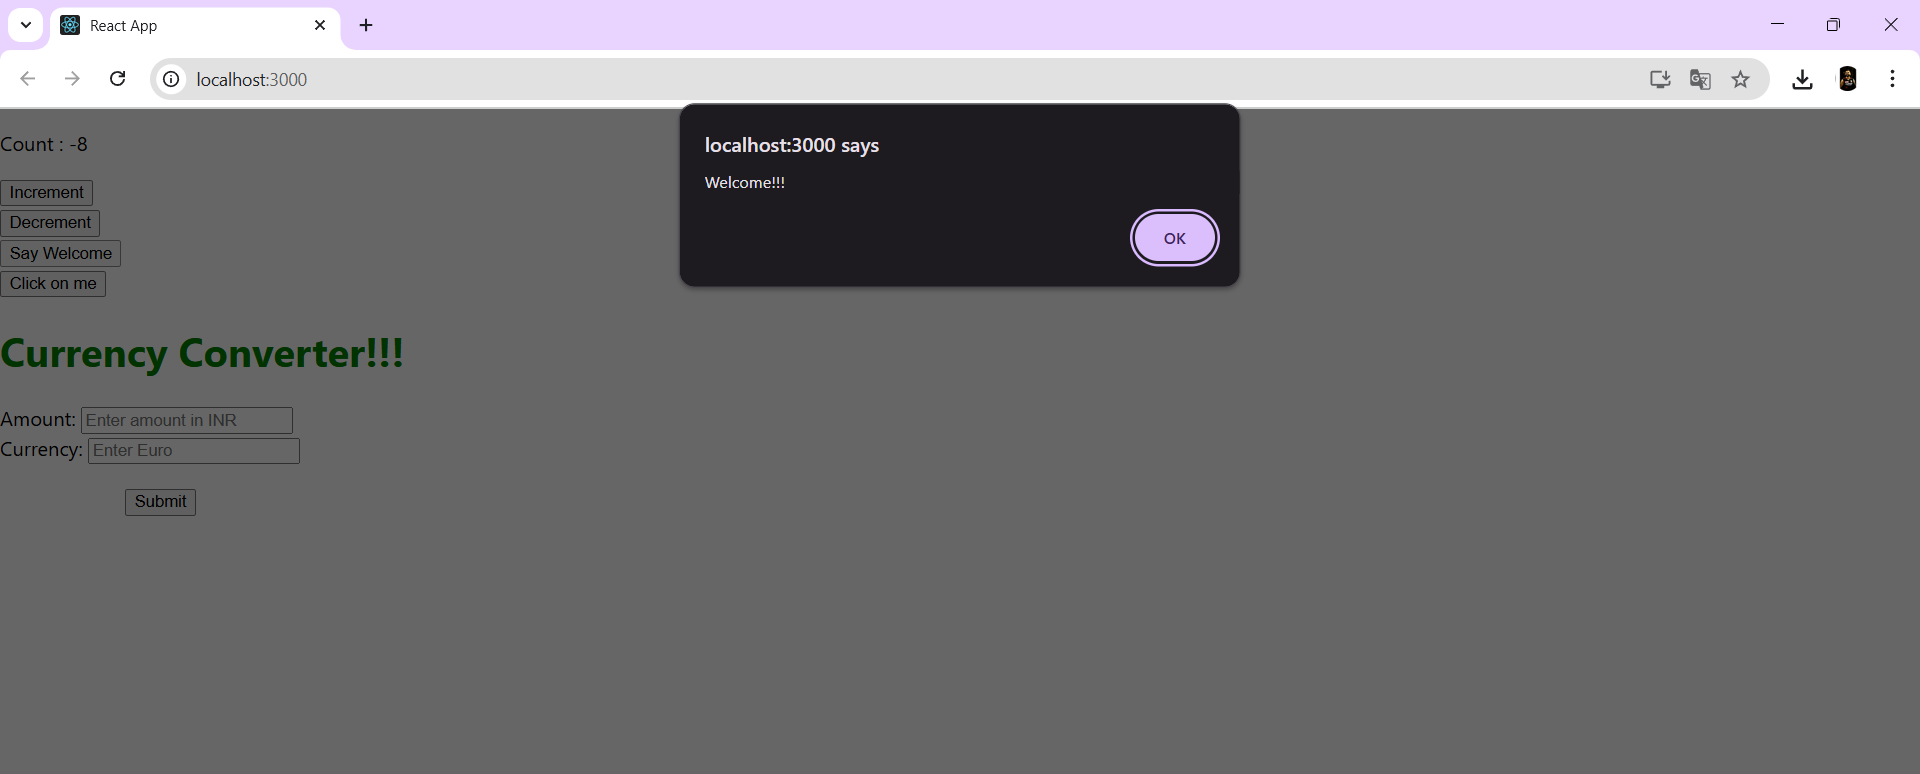 React App
localhost:3000
localhost:3000 says
Welcome!!!
OK
Count : -8
Increment
Decrement
Say Welcome
Click on me
Currency Converter!!!
Amount: Enter amount in INR
Currency: Enter Euro
Submit